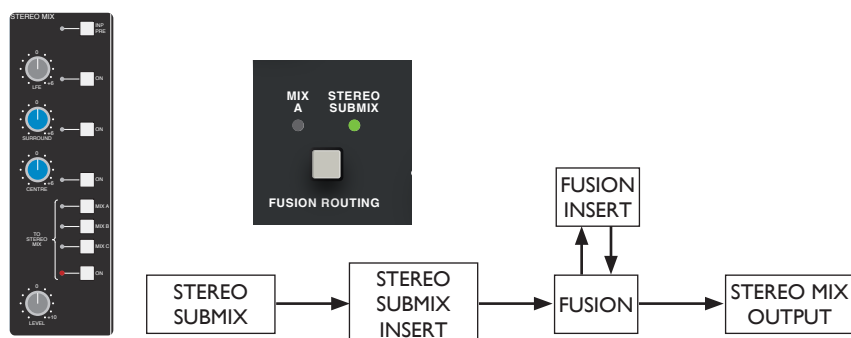 STEREO MIX
INP
PRE
0
+6
LFE
ON
0
+6
SURROUND
ON
0
+6
CENTRE
ON
MIX A
MIX B
MIX C
TO
STEREO
MIX
ON
0
+10
LEVEL
MIX
A
STEREO
SUBMIX
FUSION ROUTING
FUSION
INSERT
STEREO
SUBMIX
STEREO
SUBMIX
INSERT
FUSION
STEREO MIX
OUTPUT